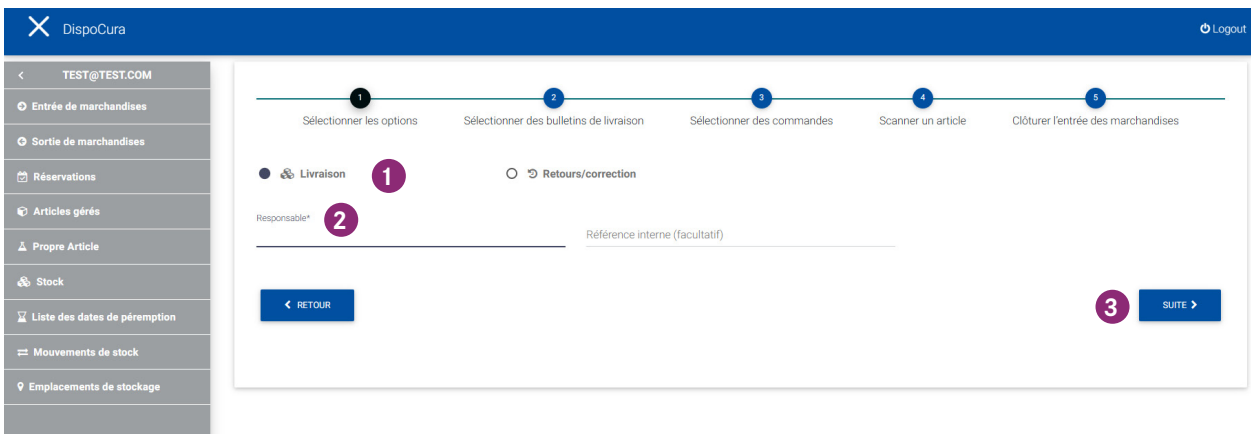 DispoCura
Logout
TEST@TEST.COM
Entrée de marchandises
Sortie de marchandises
Réservations
Articles gérés
Propre Article
Stock
Liste des dates de péremption
Mouvements de stock
Emplacements de stockage
1 2 3 4 5
Sélectionner les options Sélectionner des bulletins de livraison Sélectionner des commandes Scanner un article Clôturer l'entrée des marchandises
Livraison 1 Retours/correction
Responsable* 2
Référence interne (facultatif)
RETOUR 3 SUITE